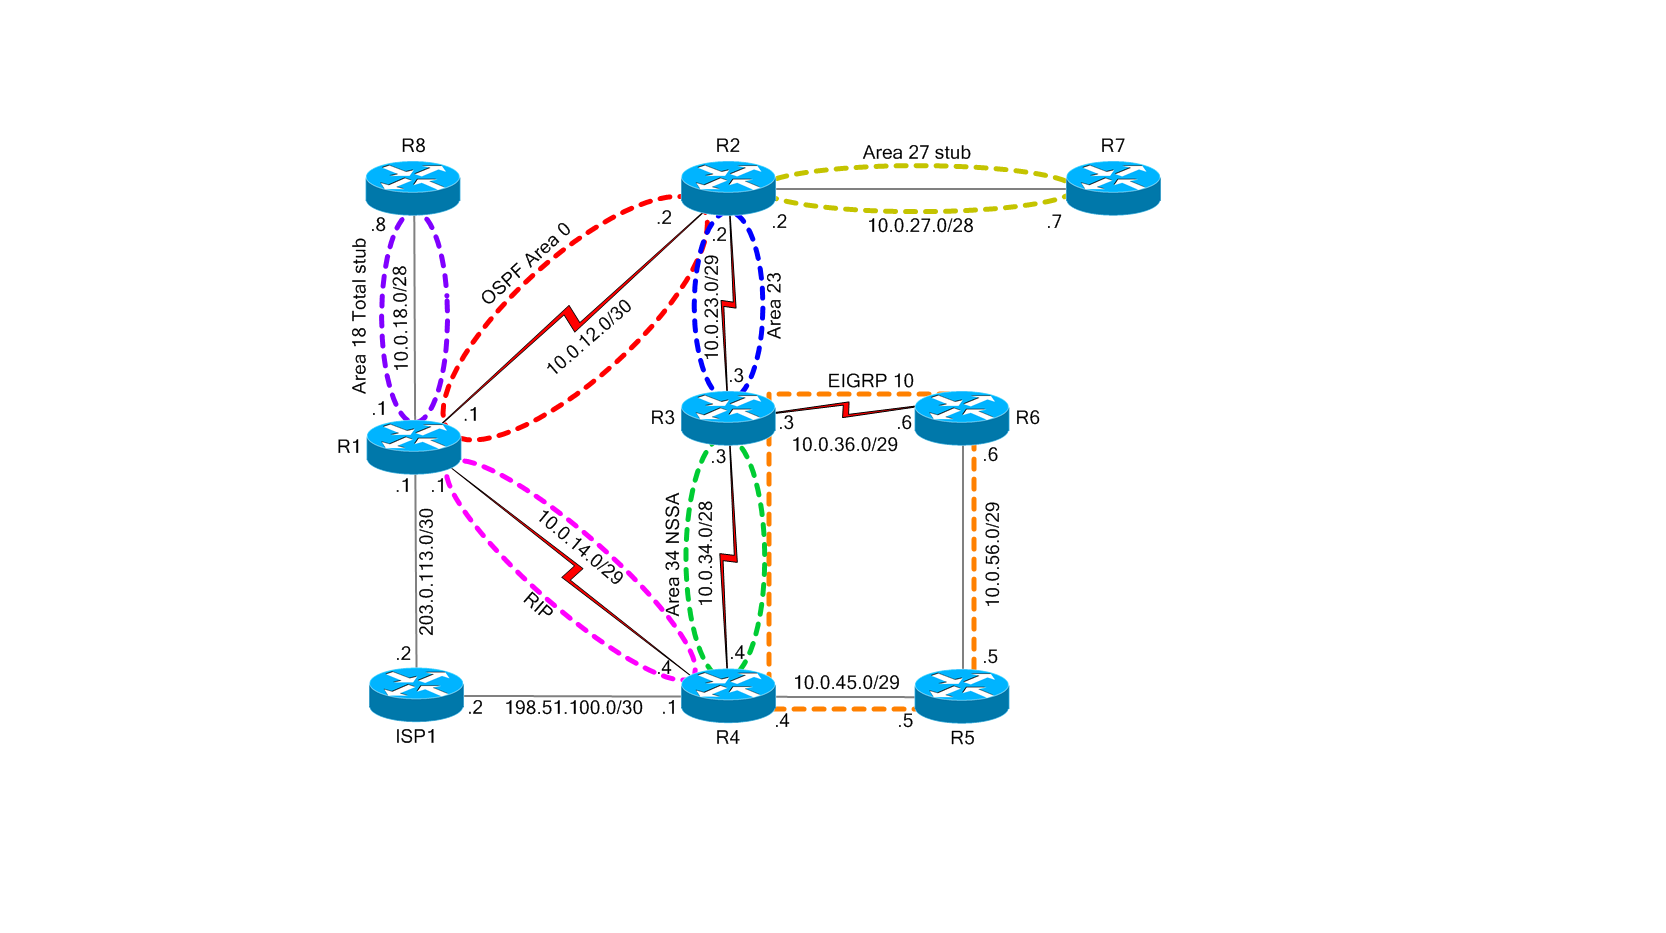 R8
R2
Area 27 stub
R7
.8
.2
.2
.2
10.0.27.0/28
.7
Area 18 Total stub
10.0.18.0/28
OSPF Area 0
10.0.12.0/30
10.0.23.0/29
Area 23
.1
.1
.3
EIGRP 10
R1
R3
.3
.6
R6
10.0.36.0/29
.1
.1
.3
.6
203.0.113.0/30
10.0.14.0/29
RIP
Area 34 NSSA
10.0.34.0/28
10.0.56.0/29
.2
.4
.4
.5
10.0.45.0/29
.2
198.51.100.0/30
.1
.4
.5
ISP1
R4
R5